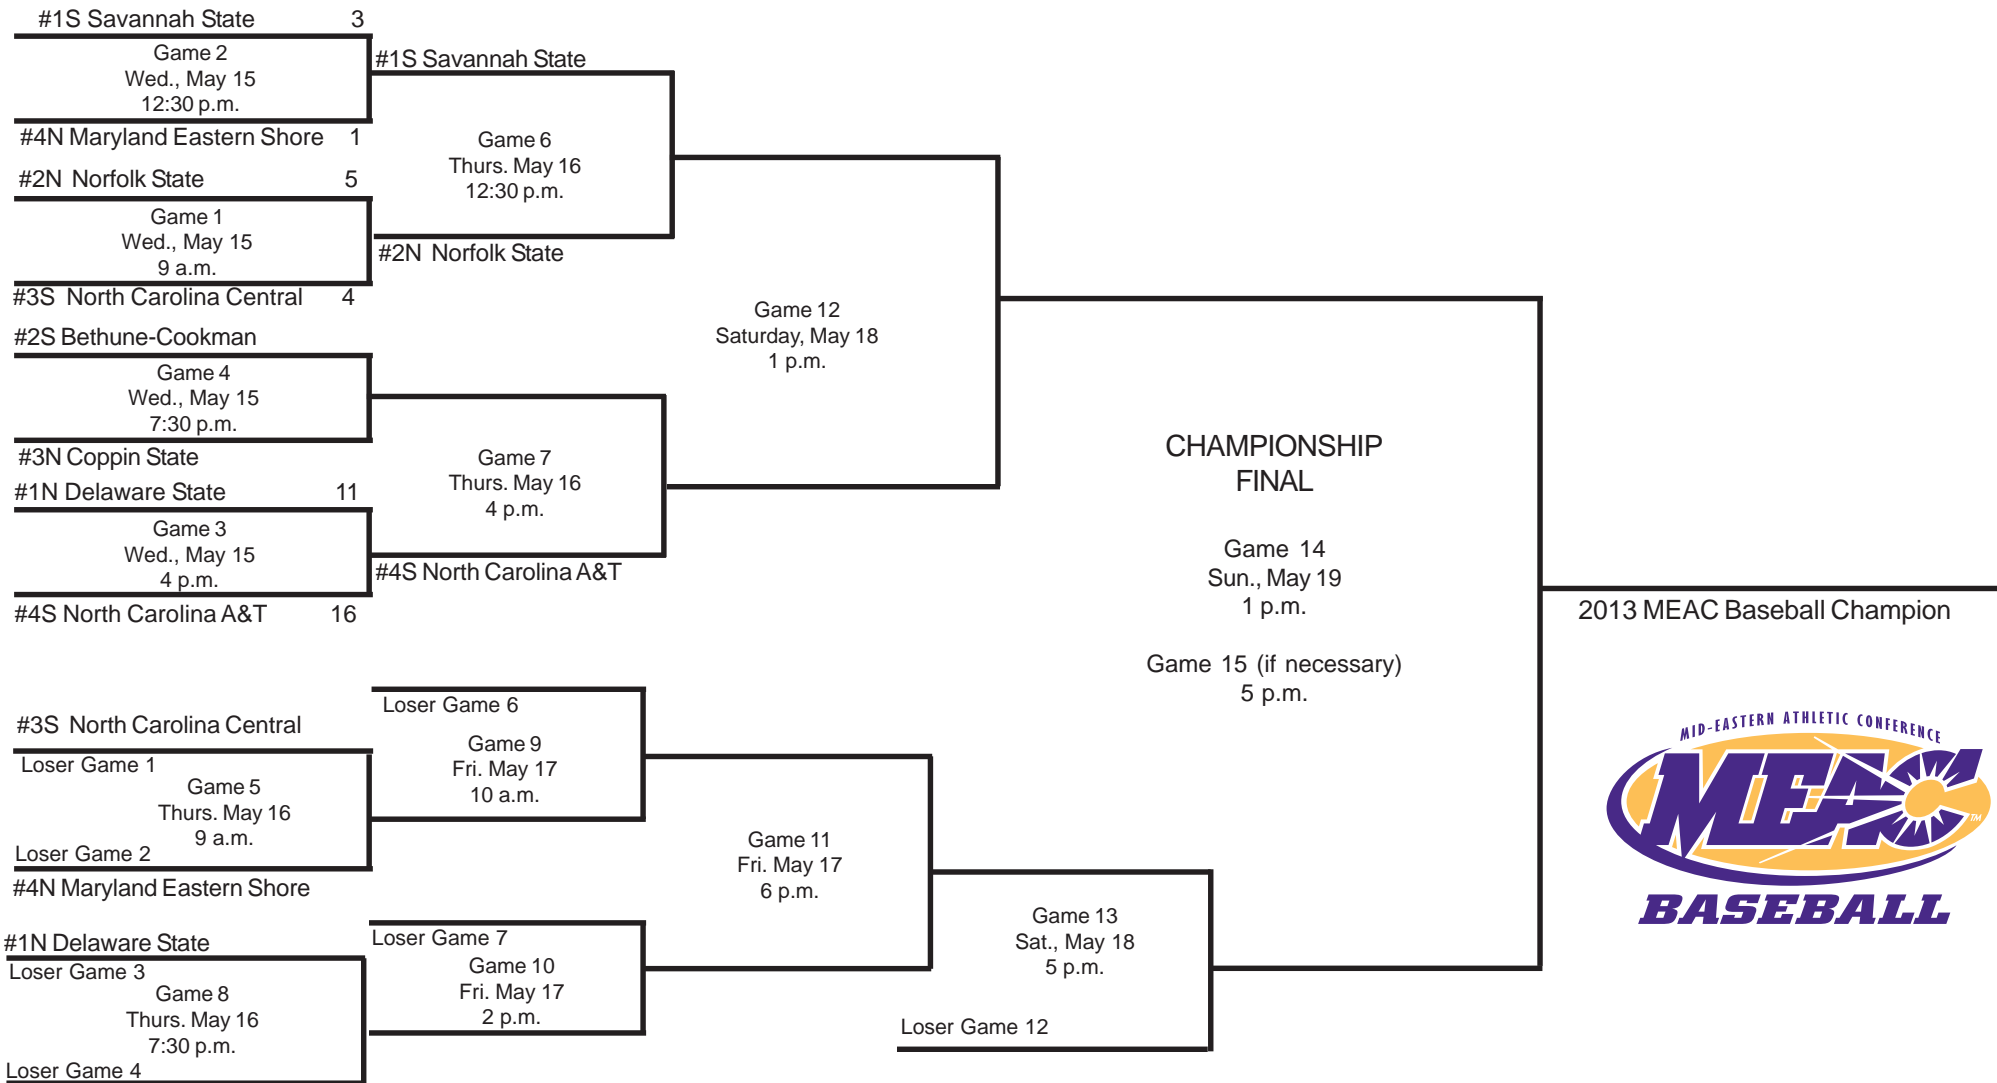 #1S Savannah State 3
Game 2
Wed., May 15
12:30 p.m.
#4N Maryland Eastern Shore 1
#2N Norfolk State 5
Game 1
Wed., May 15
9 a.m.
#3S North Carolina Central 4
#2S Bethune-Cookman
Game 4
Wed., May 15
7:30 p.m.
#3N Coppin State
#1N Delaware State 11
Game 3
Wed., May 15
4 p.m.
#4S North Carolina A&T 16
#1S Savannah State
Game 6
Thurs. May 16
12:30 p.m.
#2N Norfolk State
Game 7
Thurs. May 16
4 p.m.
#4S North Carolina A&T
Game 12
Saturday, May 18
1 p.m.
CHAMPIONSHIP
FINAL
Game 14
Sun., May 19
1 p.m.
Game 15 (if necessary)
5 p.m.
2013 MEAC Baseball Champion
#3S North Carolina Central
Loser Game 1
Game 5
Thurs. May 16
9 a.m.
Loser Game 2
#4N Maryland Eastern Shore
#1N Delaware State
Loser Game 3
Game 8
Thurs. May 16
7:30 p.m.
Loser Game 4
Loser Game 6
Game 9
Fri. May 17
10 a.m.
Loser Game 7
Game 10
Fri. May 17
2 p.m.
Game 11
Fri. May 17
6 p.m.
Game 13
Sat., May 18
5 p.m.
Loser Game 12
MID-EASTERN ATHLETIC CONFERENCE
MEAC
TM
BASEBALL